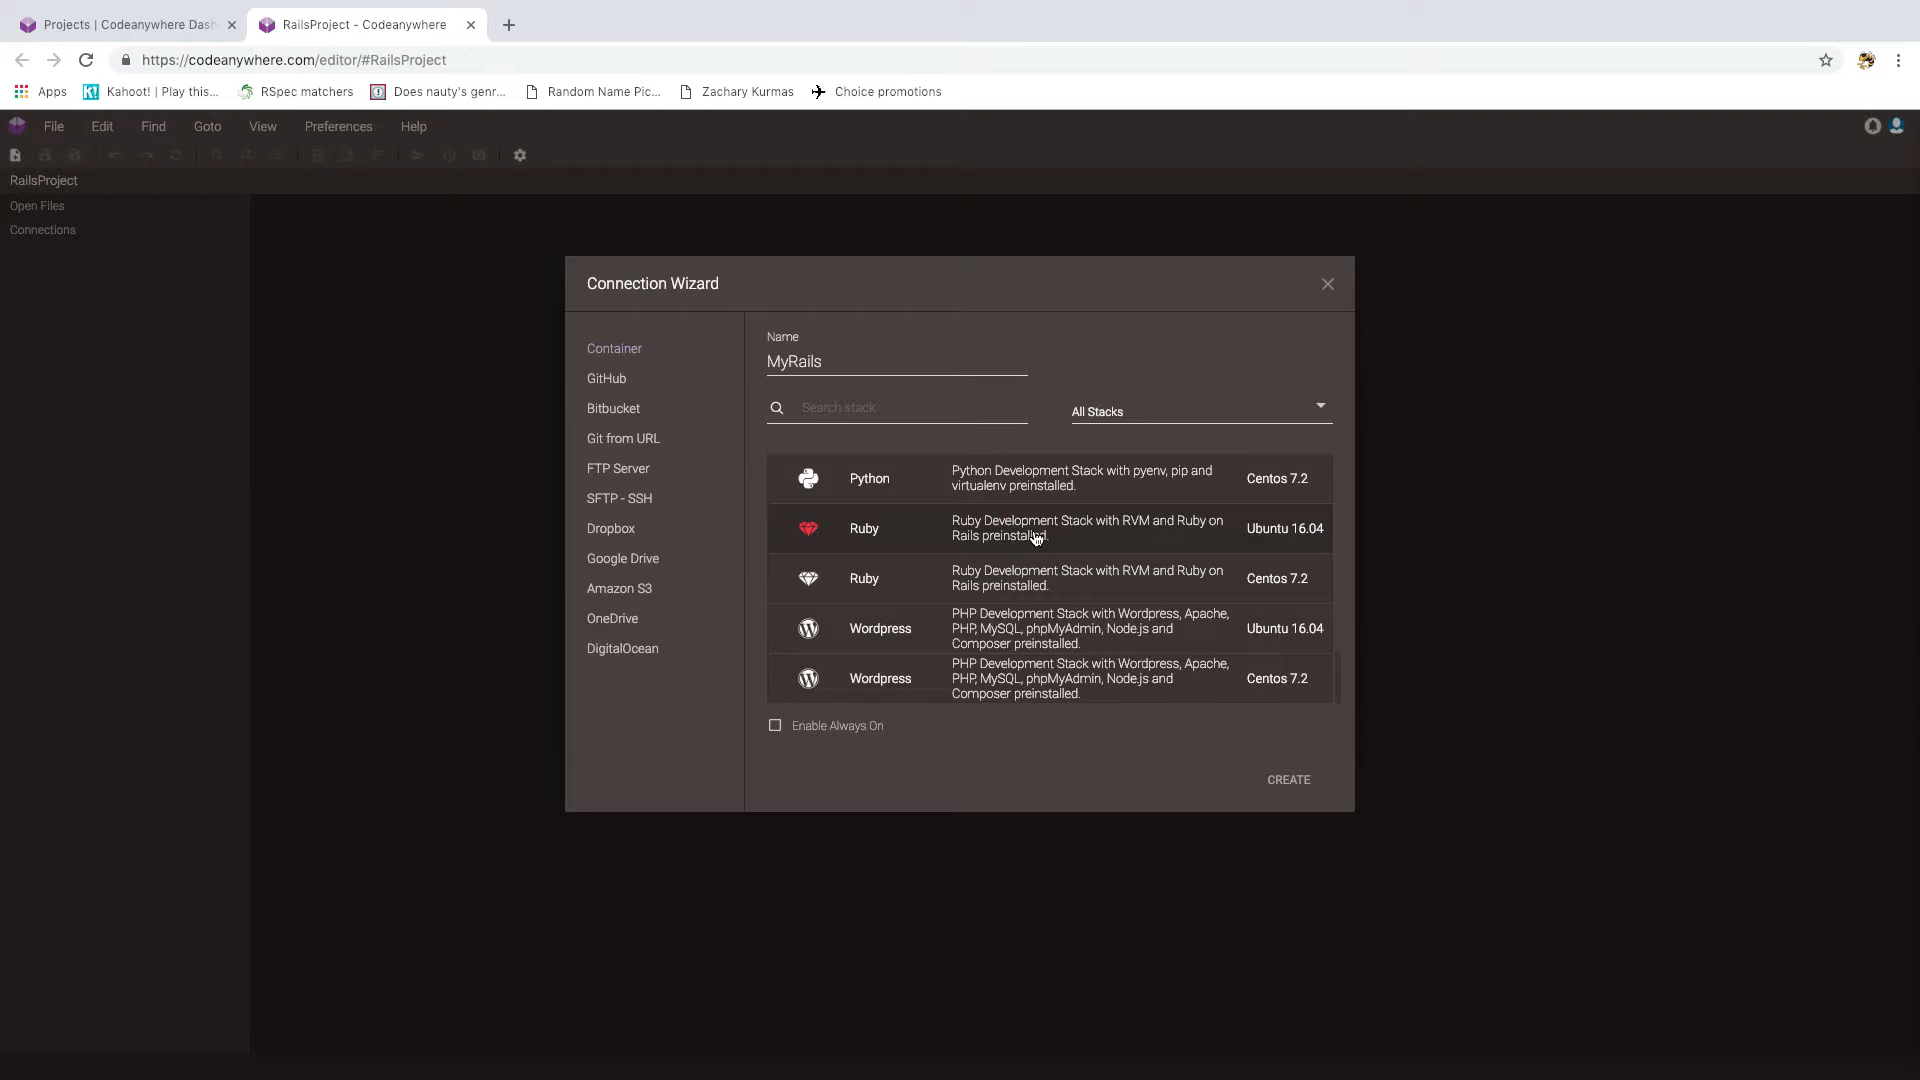 Projects | Codeanywhere Dash
RailsProject - Codeanywhere
https://codeanywhere.com/editor/#RailsProject
Apps
Kahoot! | Play this...
RSpec matchers
Does nauty's genr...
Random Name Pic...
Zachary Kurmas
Choice promotions
File
Edit
Find
Goto
View
Preferences
Help
RailsProject
Open Files
Connections
Connection Wizard
Container
GitHub
Bitbucket
Git from URL
FTP Server
SFTP - SSH
Dropbox
Google Drive
Amazon S3
OneDrive
DigitalOcean
Name
MyRails
Search stack
All Stacks
Python
Python Development Stack with pyenv, pip and
virtualenv preinstalled.
Centos 7.2
Ruby
Ruby Development Stack with RVM and Ruby on
Rails preinstalled.
Ubuntu 16.04
Ruby
Ruby Development Stack with RVM and Ruby on
Rails preinstalled.
Centos 7.2
Wordpress
PHP Development Stack with Wordpress, Apache,
PHP, MySQL, phpMyAdmin, Node.js and
Composer preinstalled.
Ubuntu 16.04
Wordpress
PHP Development Stack with Wordpress, Apache,
PHP, MySQL, phpMyAdmin, Node.js and
Composer preinstalled.
Centos 7.2
Enable Always On
CREATE